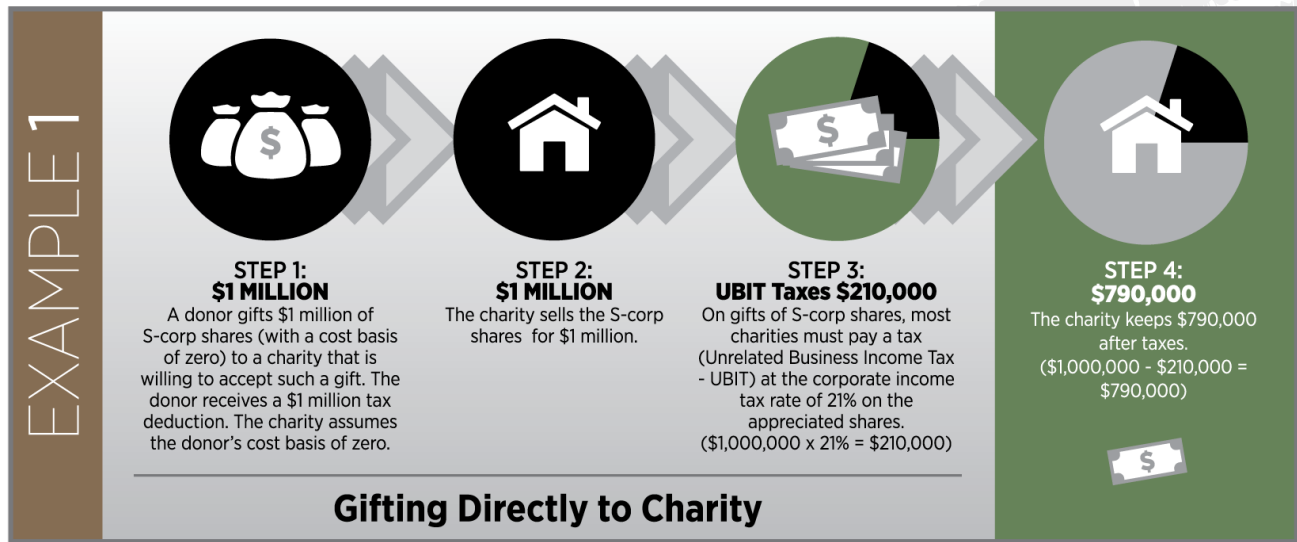 EXAMPLE 1
$
STEP 1:
$1 MILLION
A donor gifts $1 million of
S-corp shares (with a cost basis
of zero) to a charity that is
willing to accept such a gift. The
donor receives a $1 million tax
deduction. The charity assumes
the donor's cost basis of zero.
STEP 2:
$1 MILLION
The charity sells the S-corp
shares for $1 million.
$
STEP 3:
UBIT Taxes $210,000
On gifts of S-corp shares, most
charities must pay a tax
(Unrelated Business Income Tax
- UBIT) at the corporate income
tax rate of 21% on the
appreciated shares.
($1,000,000 x 21% = $210,000)
STEP 4:
$790,000
The charity keeps $790,000
after taxes.
($1,000,000 - $210,000 =
$790,000)
$
Gifting Directly to Charity